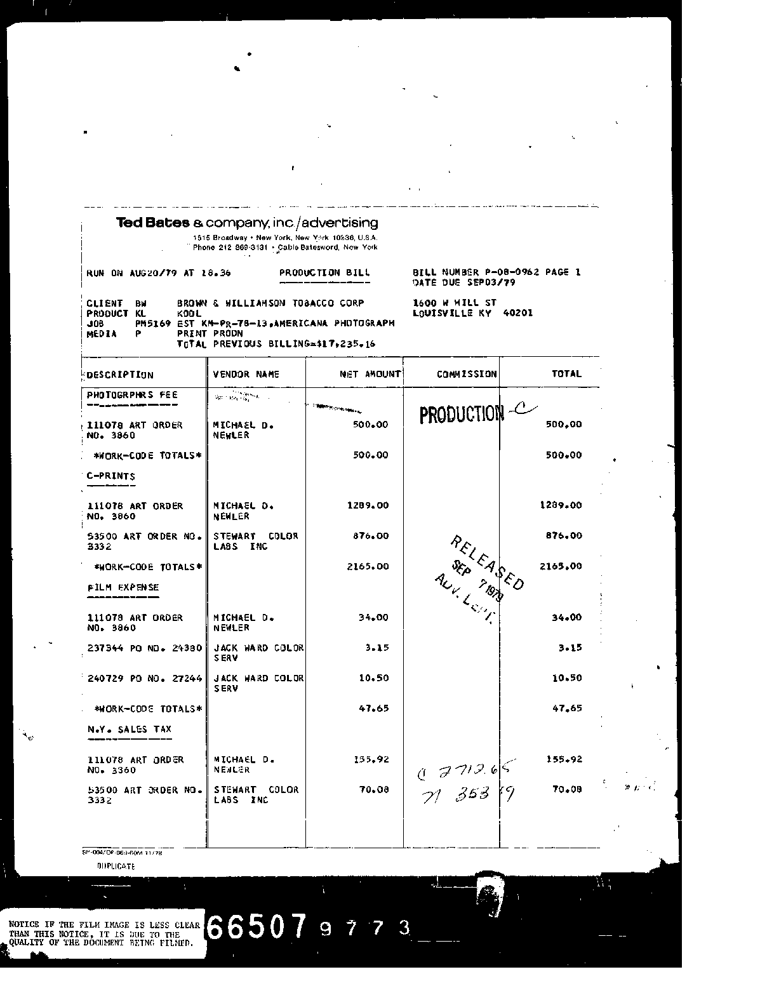 Ted Bates & company, inc./advertising
1515 Broadway • New York, New York 10036, U.S.A.
Phone 212 869-3131 • Cable Batesword, New York
RUN ON AUG20/79 AT 18.36 PRODUCTION BILL BILL NUMBER P-08-0962 PAGE 1
DATE DUE SEP03/79
CLIENT BW BROWN & WILLIAMSON TOBACCO CORP 1600 W HILL ST
PRODUCT KL KOOL LOUISVILLE KY 40201
JOB PM5169 EST KM-PR-78-13,AMERICANA PHOTOGRAPH
MEDIA P PRINT PRODN
TOTAL PREVIOUS BILLING=$17,235.16
DESCRIPTION VENDOR NAME NET AMOUNT COMMISSION TOTAL
PHOTOGRPHRS FEE
PRODUCTION -C
111078 ART ORDER MICHAEL D. 500.00 500.00
NO. 3860 NEWLER
*WORK-CODE TOTALS* 500.00 500.00
C-PRINTS
111078 ART ORDER MICHAEL D. 1289.00 1289.00
NO. 3860 NEWLER
53500 ART ORDER NO. STEWART COLOR 876.00 876.00
3332 LABS INC
*WORK-CODE TOTALS* 2165.00 2165.00
RELEASED
SEP 7 1979
ADV. DEPT.
FILM EXPENSE
111078 ART ORDER MICHAEL D. 34.00 34.00
NO. 3860 NEWLER
237344 PO NO. 24380 JACK WARD COLOR 3.15 3.15
SERV
240729 PO NO. 27244 JACK WARD COLOR 10.50 10.50
SERV
*WORK-CODE TOTALS* 47.65 47.65
N.Y. SALES TAX
111078 ART ORDER MICHAEL D. 155.92 155.92
NO. 3860 NEWLER
C 2712.65
53500 ART ORDER NO. STEWART COLOR 70.08 70.08
3332 LABS INC
71 353 19
DUPLICATE
NOTICE IF THE FILM IMAGE IS LESS CLEAR
THAN THIS NOTICE, IT IS DUE TO THE
QUALITY OF THE DOCUMENT BEING FILMED.
665079773